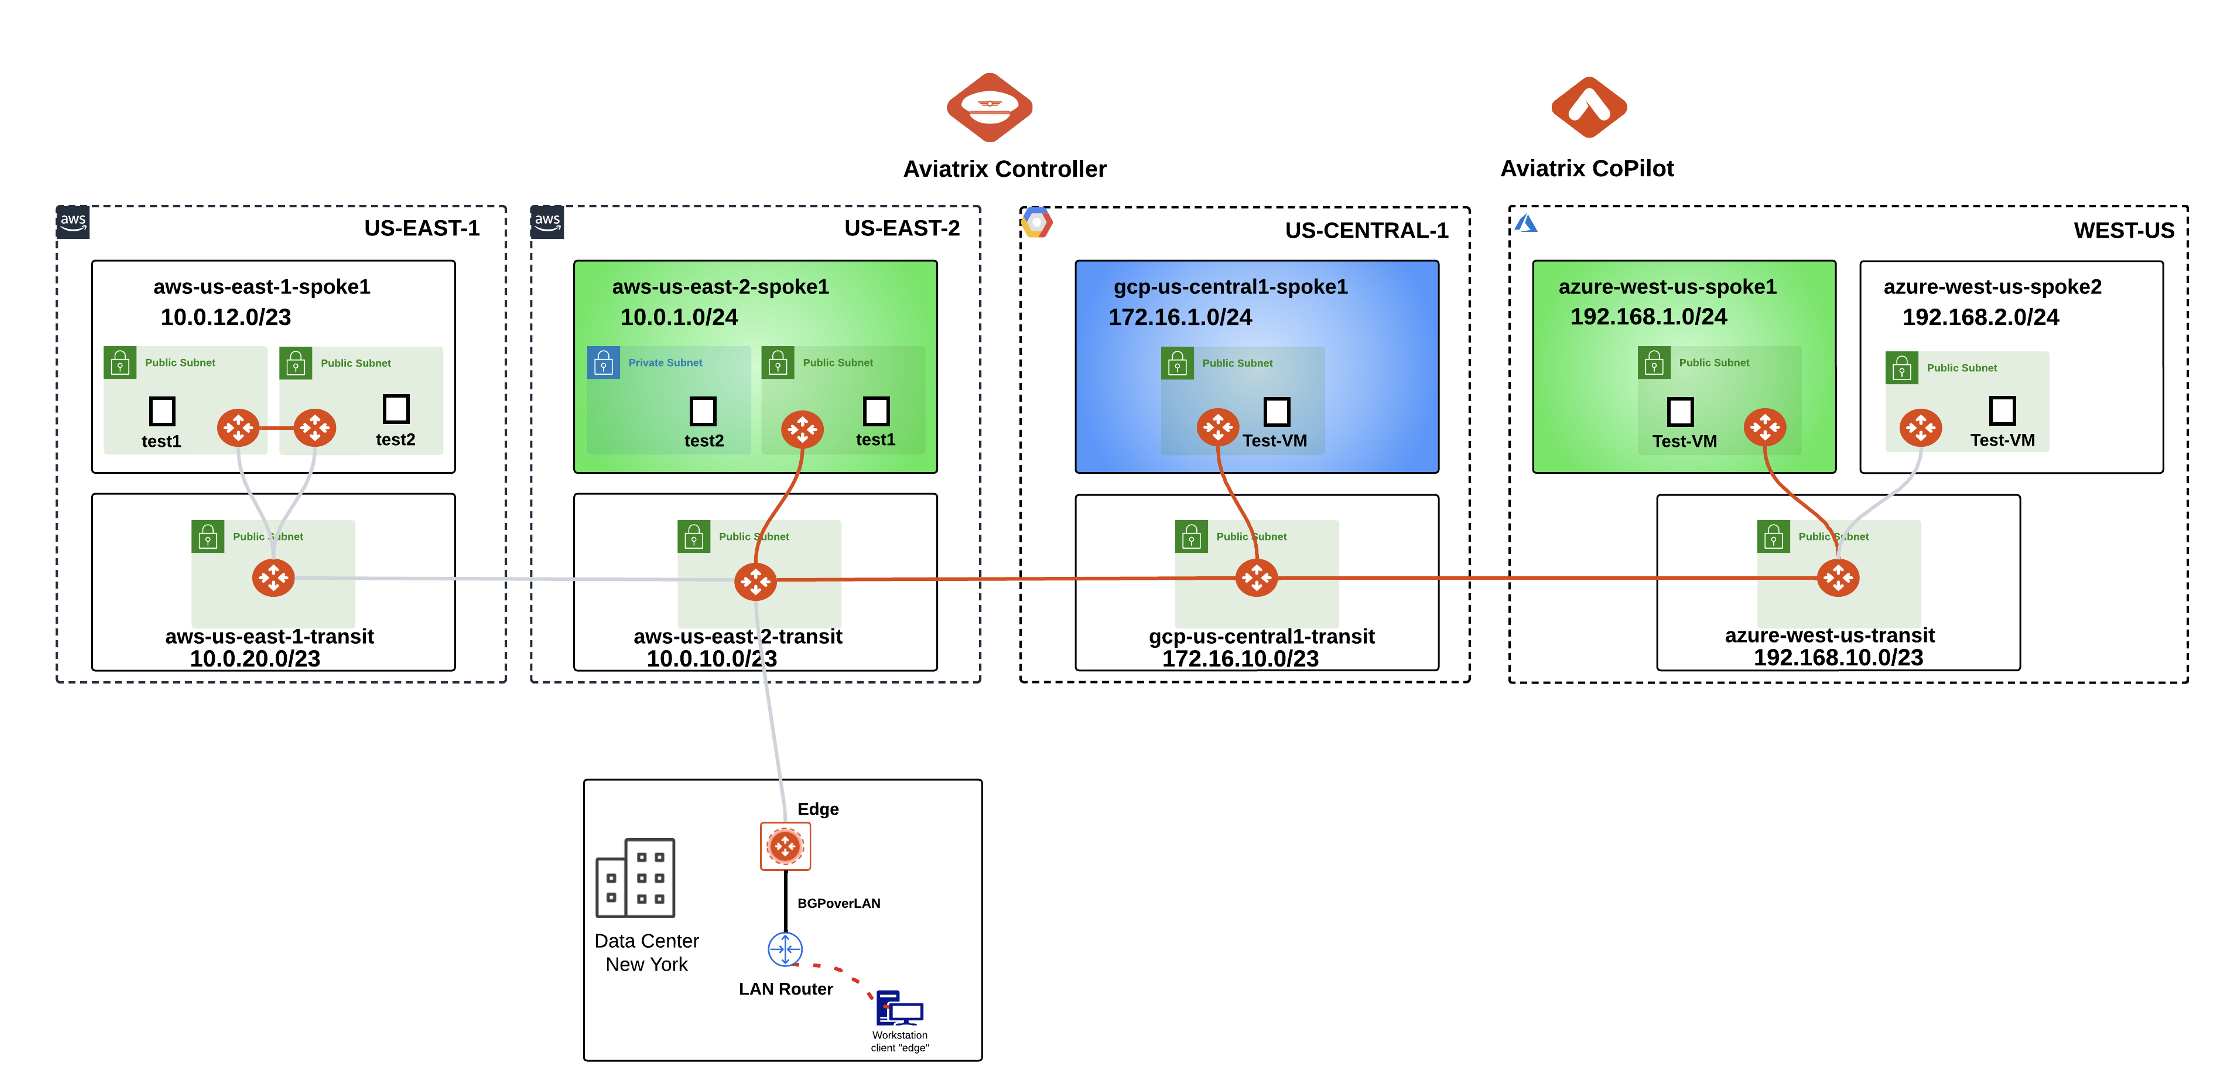 Aviatrix Controller
Aviatrix CoPilot
aws
US-EAST-1
aws-us-east-1-spoke1
10.0.12.0/23
Public Subnet
test1
Public Subnet
test2
Public Subnet
aws-us-east-1-transit
10.0.20.0/23
aws
US-EAST-2
aws-us-east-2-spoke1
10.0.1.0/24
Private Subnet
test2
Public Subnet
test1
Public Subnet
aws-us-east-2-transit
10.0.10.0/23
US-CENTRAL-1
gcp-us-central1-spoke1
172.16.1.0/24
Public Subnet
Test-VM
Public Subnet
gcp-us-central1-transit
172.16.10.0/23
WEST-US
azure-west-us-spoke1
192.168.1.0/24
Public Subnet
Test-VM
azure-west-us-spoke2
192.168.2.0/24
Public Subnet
Test-VM
Public Subnet
azure-west-us-transit
192.168.10.0/23
Edge
BGPoverLAN
Data Center
New York
LAN Router
Workstation
client "edge"